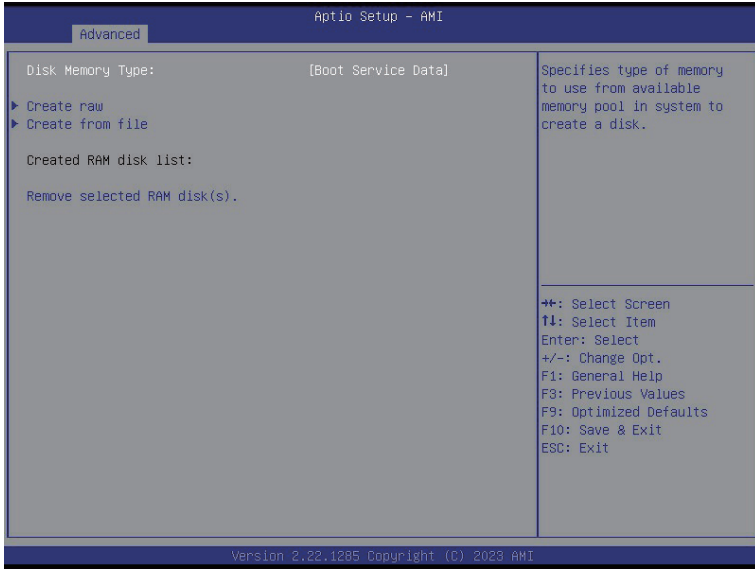 Aptio Setup – AMI
Advanced
Disk Memory Type: [Boot Service Data]
▶ Create raw
▶ Create from file
Created RAM disk list:
Remove selected RAM disk(s).
Specifies type of memory
to use from available
memory pool in system to
create a disk.
→←: Select Screen
↑↓: Select Item
Enter: Select
+/-: Change Opt.
F1: General Help
F3: Previous Values
F9: Optimized Defaults
F10: Save & Exit
ESC: Exit
Version 2.22.1285 Copyright (C) 2023 AMI